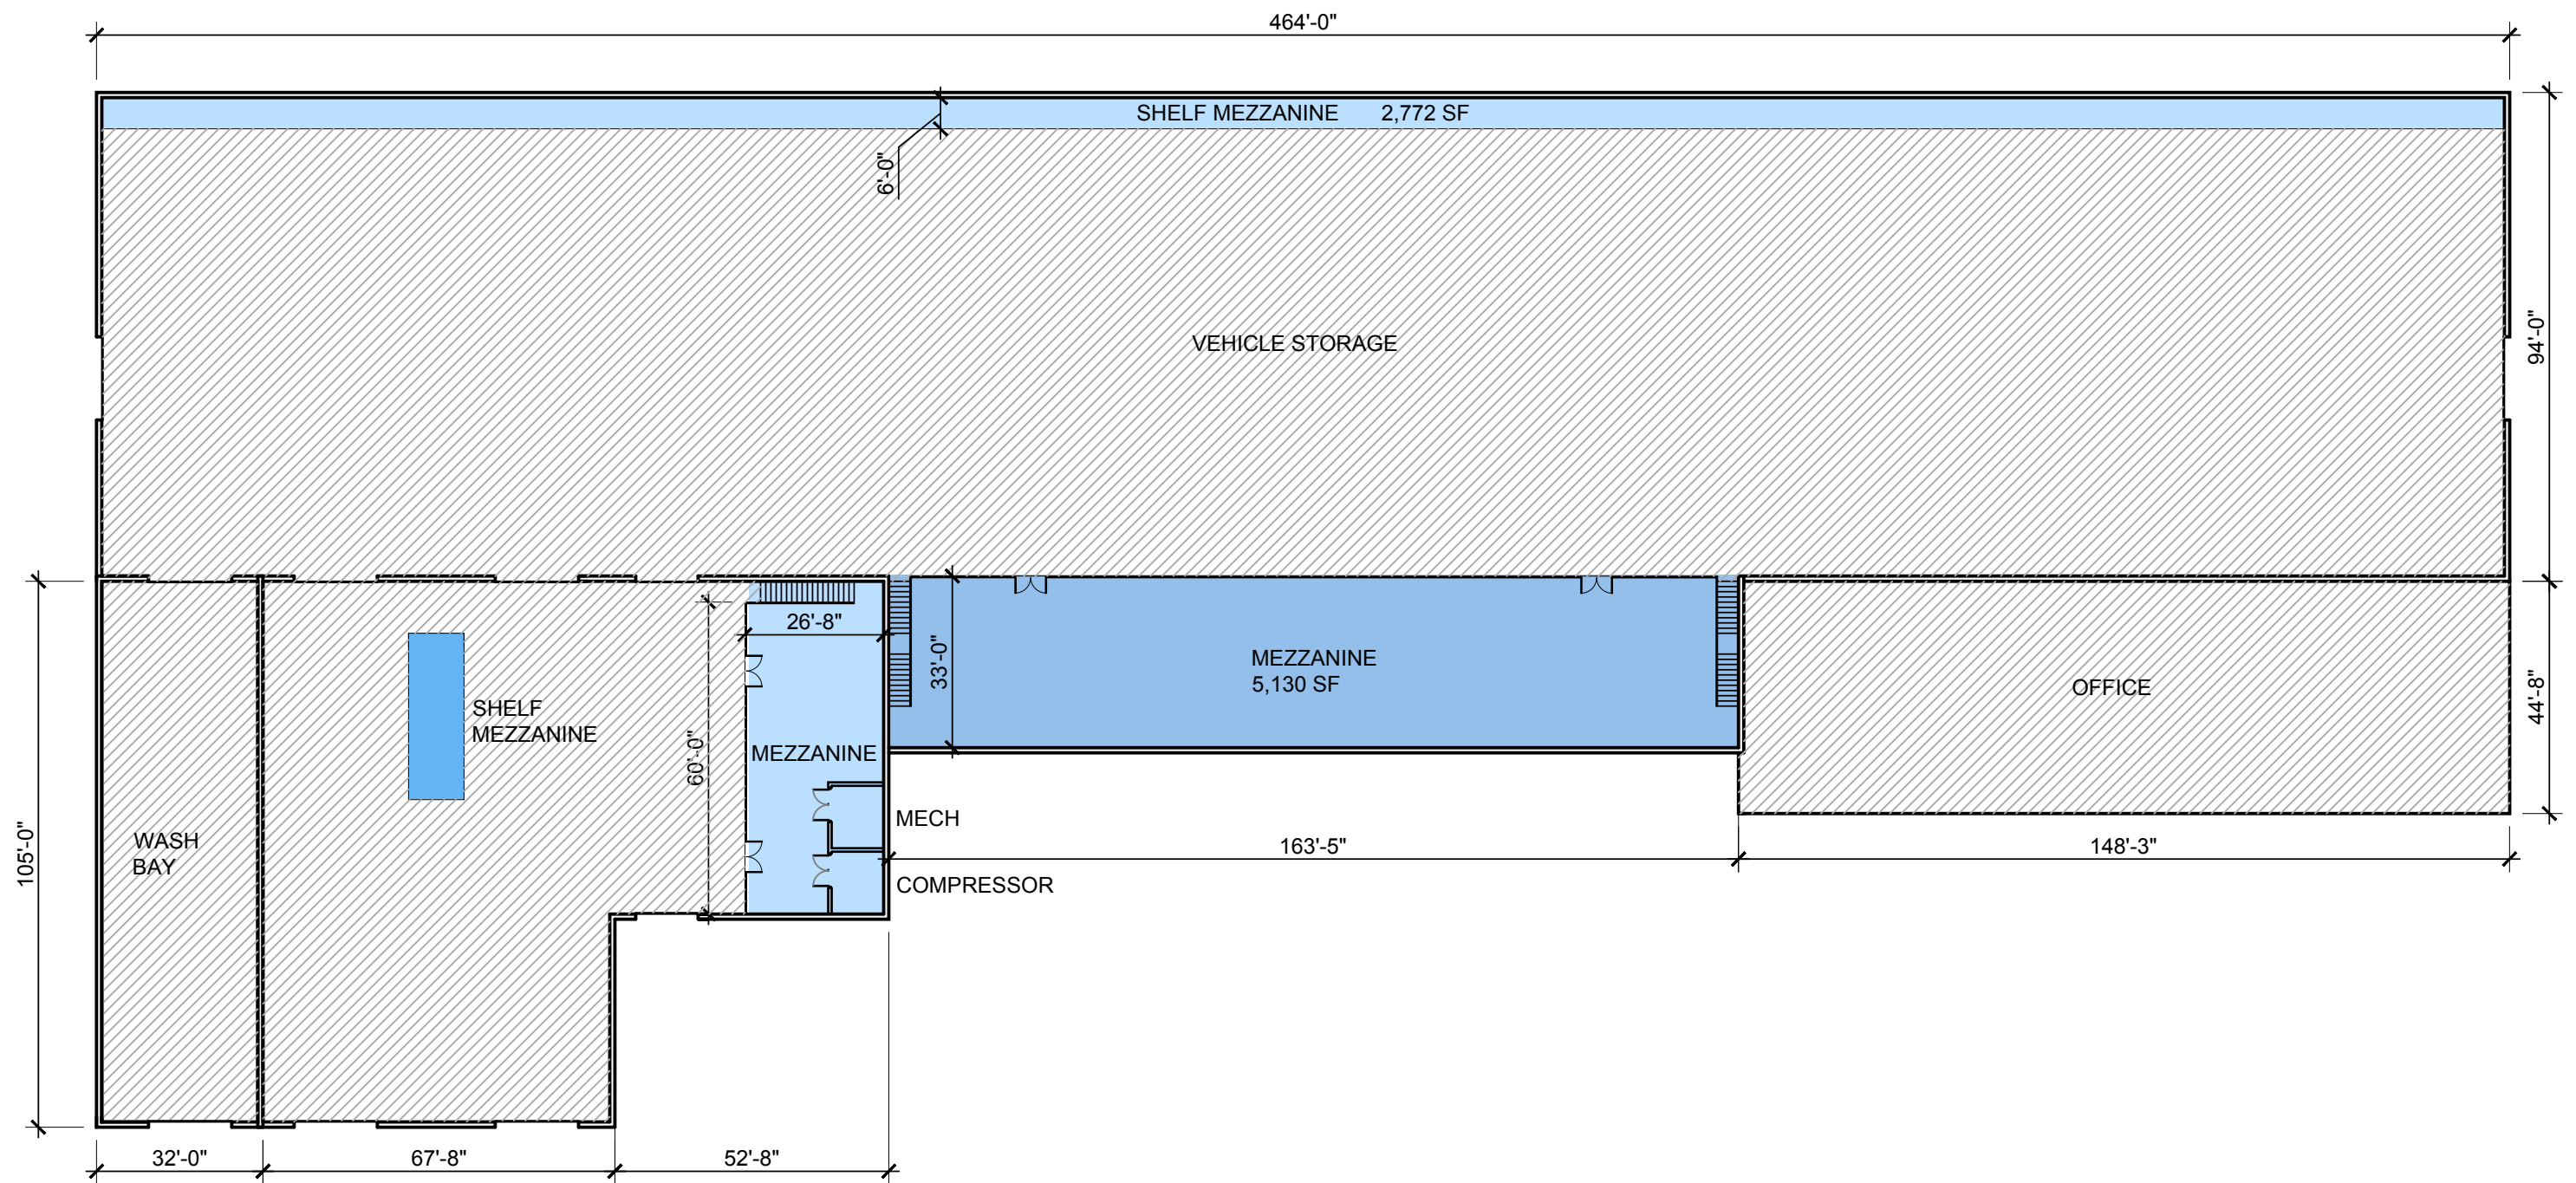 464'-0"
SHELF MEZZANINE 2,772 SF
6'-0"
VEHICLE STORAGE
94'-0"
26'-8"
33'-0"
MEZZANINE
5,130 SF
OFFICE
44'-8"
SHELF
MEZZANINE
60'-0"
MEZZANINE
MECH
WASH
BAY
105'-0"
163'-5"
148'-3"
COMPRESSOR
32'-0"
67'-8"
52'-8"